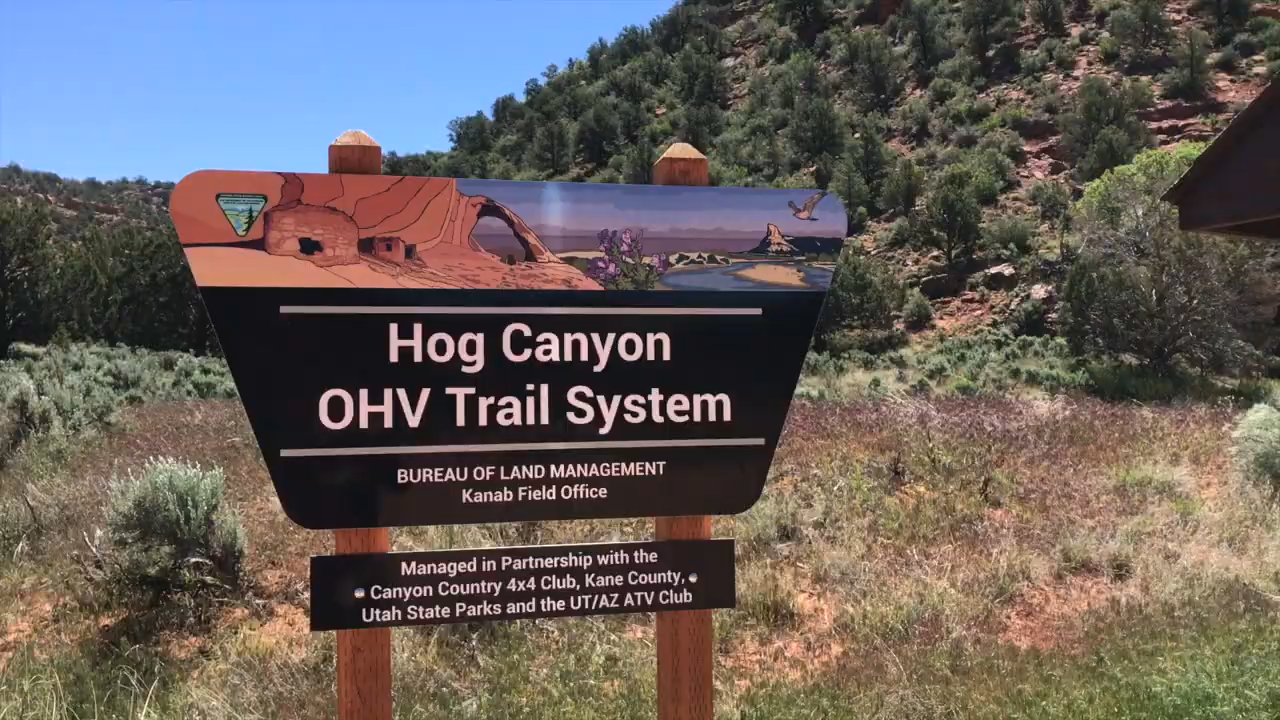 Hog Canyon
OHV Trail System
BUREAU OF LAND MANAGEMENT
Kanab Field Office
Managed in Partnership with the
Canyon Country 4x4 Club, Kane County,
Utah State Parks and the UT/AZ ATV Club